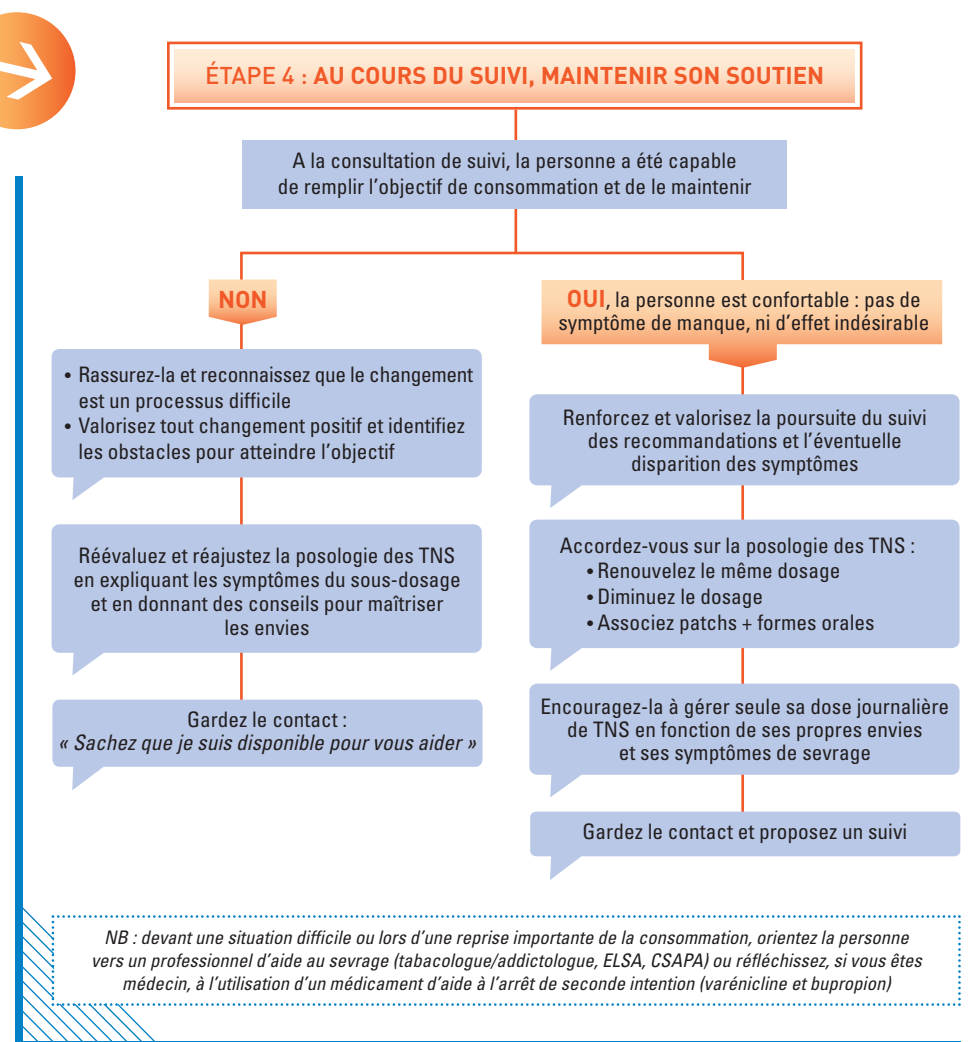 ÉTAPE 4 : AU COURS DU SUIVI, MAINTENIR SON SOUTIEN
A la consultation de suivi, la personne a été capable
de remplir l’objectif de consommation et de le maintenir
NON
• Rassurez-la et reconnaissez que le changement
est un processus difficile
• Valorisez tout changement positif et identifiez
les obstacles pour atteindre l’objectif
Réévaluez et réajustez la posologie des TNS
en expliquant les symptômes du sous-dosage
et en donnant des conseils pour maîtriser
les envies
Gardez le contact :
« Sachez que je suis disponible pour vous aider »
OUI, la personne est confortable : pas de
symptôme de manque, ni d’effet indésirable
Renforcez et valorisez la poursuite du suivi
des recommandations et l’éventuelle
disparition des symptômes
Accordez-vous sur la posologie des TNS :
• Renouvelez le même dosage
• Diminuez le dosage
• Associez patchs + formes orales
Encouragez-la à gérer seule sa dose journalière
de TNS en fonction de ses propres envies
et ses symptômes de sevrage
Gardez le contact et proposez un suivi
NB : devant une situation difficile ou lors d’une reprise importante de la consommation, orientez la personne
vers un professionnel d’aide au sevrage (tabacologue/addictologue, ELSA, CSAPA) ou réfléchissez, si vous êtes
médecin, à l’utilisation d’un médicament d’aide à l’arrêt de seconde intention (varénicline et bupropion)